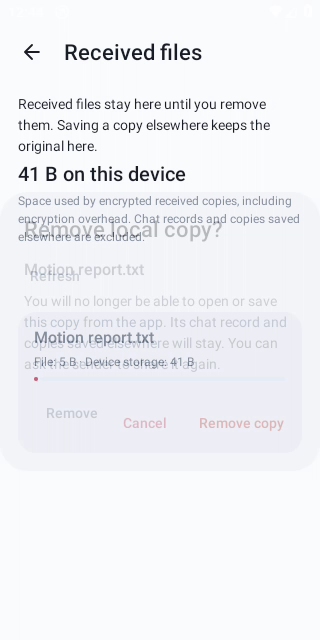 Received files
Received files stay here until you remove
them. Saving a copy elsewhere keeps the
original here.
41 B on this device
Space used by encrypted received copies, including
encryption overhead. Chat records and copies saved
elsewhere are excluded.
Refresh
Motion report.txt
File: 5 B · Device storage: 41 B
Remove
Remove local copy?
Motion report.txt
You will no longer be able to open or save
this copy from the app. Its chat record and
copies saved elsewhere will stay. You can
ask the sender to share it again.
Cancel
Remove copy